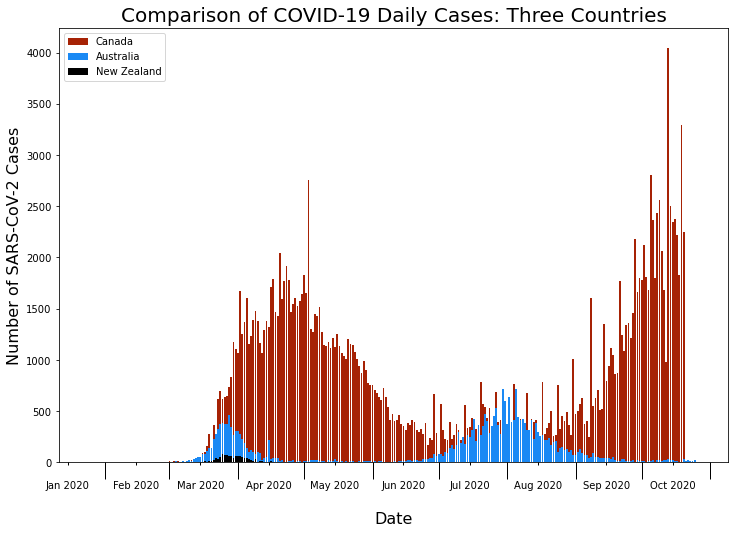 Comparison of COVID-19 Daily Cases: Three Countries
Canada
Australia
New Zealand
4000
3500
3000
2500
2000
1500
1000
500
0
Number of SARS-CoV-2 Cases
Jan 2020 Feb 2020 Mar 2020 Apr 2020 May 2020 Jun 2020 Jul 2020 Aug 2020 Sep 2020 Oct 2020
Date